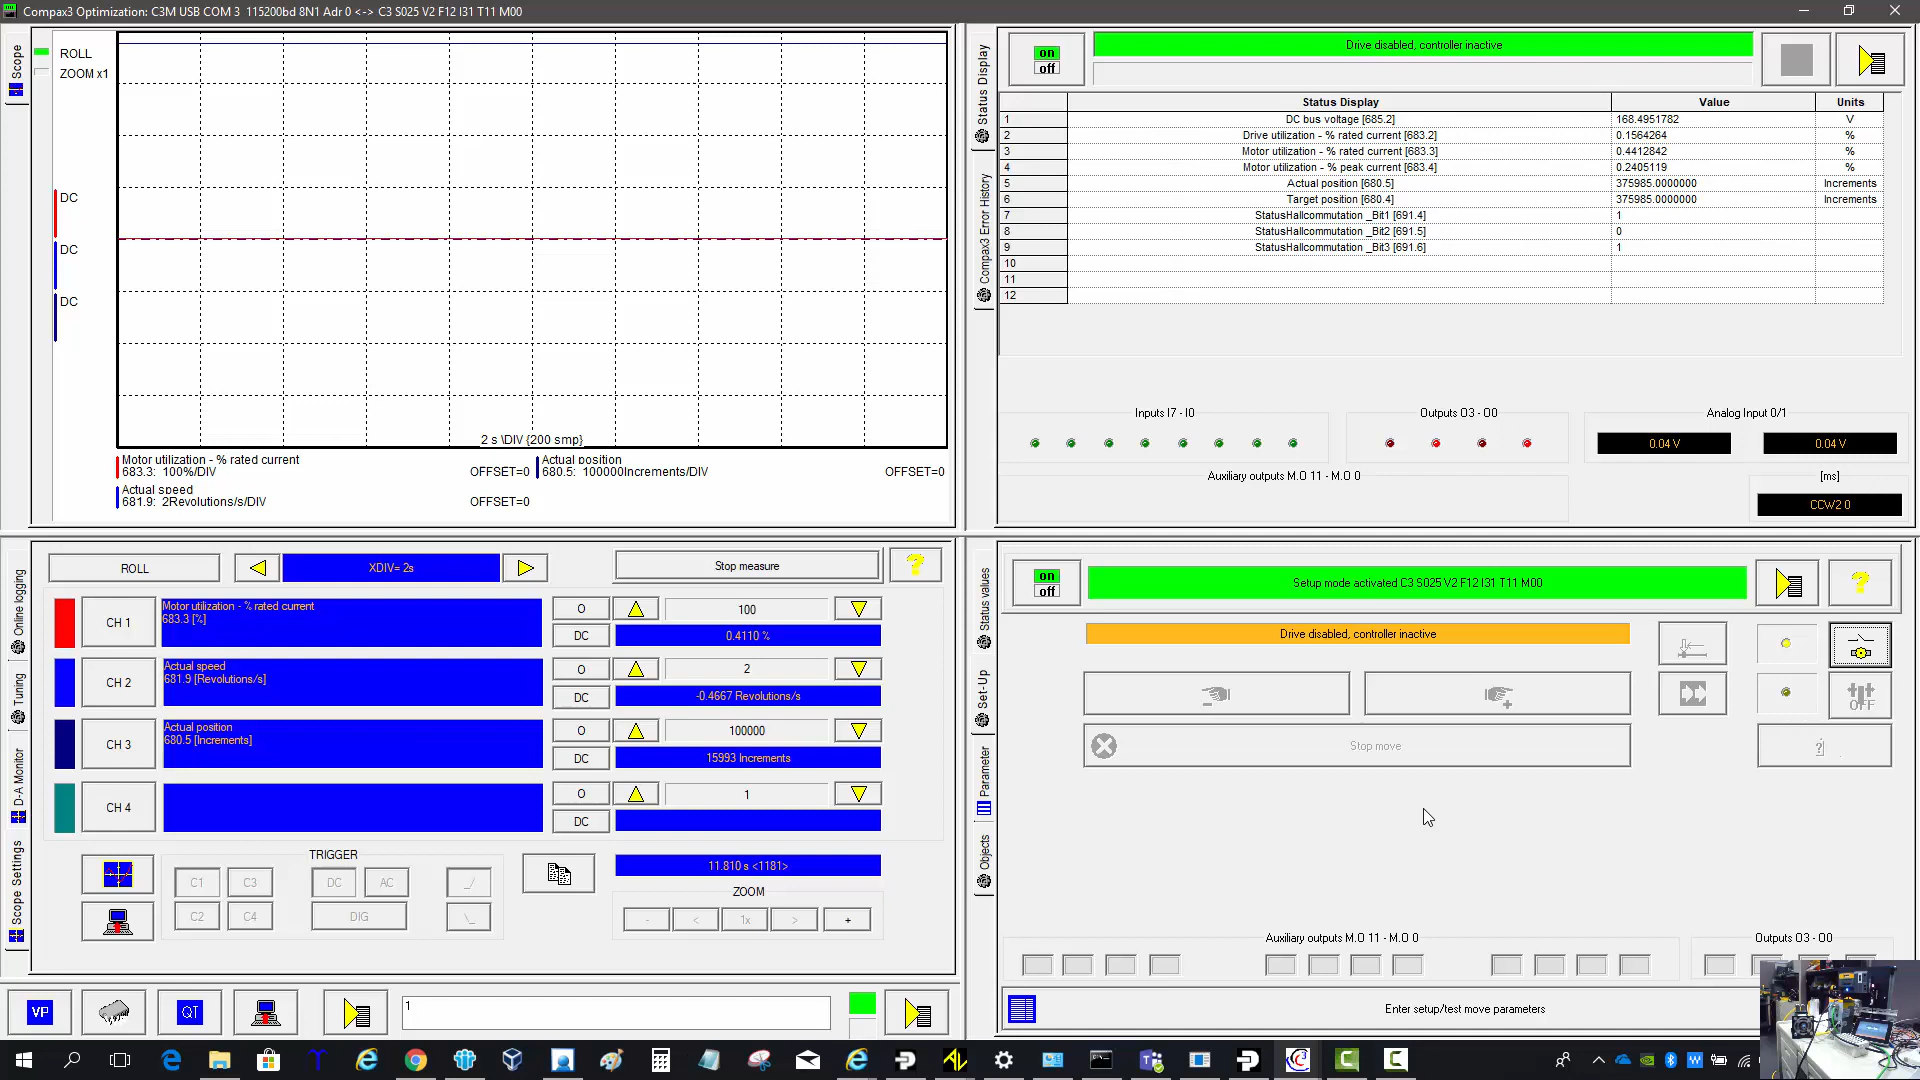 Compax3 Optimization: C3M USB COM 3  115200bd 8N1 Adr 0 <-> C3 S025 V2 F12 I31 T11 M00
Scope
ROLL
ZOOM x1
DC
DC
DC
2 s \DIV {200 smp}
Motor utilization - % rated current
683.3: 100%/DIV
OFFSET=0
Actual position
680.5: 100000Increments/DIV
OFFSET=0
Actual speed
681.9: 2Revolutions/s/DIV
OFFSET=0
Status Display
Compax3 Error History
on
off
Drive disabled, controller inactive
Status Display Value Units
1 DC bus voltage [685.2] 168.4951782 V
2 Drive utilization - % rated current [683.2] 0.1564264 %
3 Motor utilization - % rated current [683.3] 0.4412842 %
4 Motor utilization - % peak current [683.4] 0.2405119 %
5 Actual position [680.5] 375985.0000000 Increments
6 Target position [680.4] 375985.0000000 Increments
7 StatusHallcommutation _Bit1 [691.4] 1
8 StatusHallcommutation _Bit2 [691.5] 0
9 StatusHallcommutation _Bit3 [691.6] 1
10
11
12
Inputs I7 - I0
Outputs O3 - O0
Analog Input 0/1
0.04 V
0.04 V
Auxiliary outputs M.O 11 - M.O 0
[ms]
CCW2 0
Online logging
Tuning
D-A Monitor
Scope Settings
ROLL
XDIV= 2s
Stop measure
?
CH 1
Motor utilization - % rated current
683.3 [%]
O
100
DC
0.4110 %
CH 2
Actual speed
681.9 [Revolutions/s]
O
2
DC
-0.4667 Revolutions/s
CH 3
Actual position
680.5 [Increments]
O
100000
DC
15993 Increments
CH 4
O
1
DC
TRIGGER
C1
C3
DC
AC
_/
C2
C4
DIG
\_
11.810 s <1181>
ZOOM
-
<
1x
>
+
VP
QT
1
Status values
Set-Up
Parameter
Objects
on
off
Setup mode activated C3 S025 V2 F12 I31 T11 M00
?
Drive disabled, controller inactive
OFF
Stop move
?
Auxiliary outputs M.O 11 - M.O 0
Outputs O3 - O0
Enter setup/test move parameters